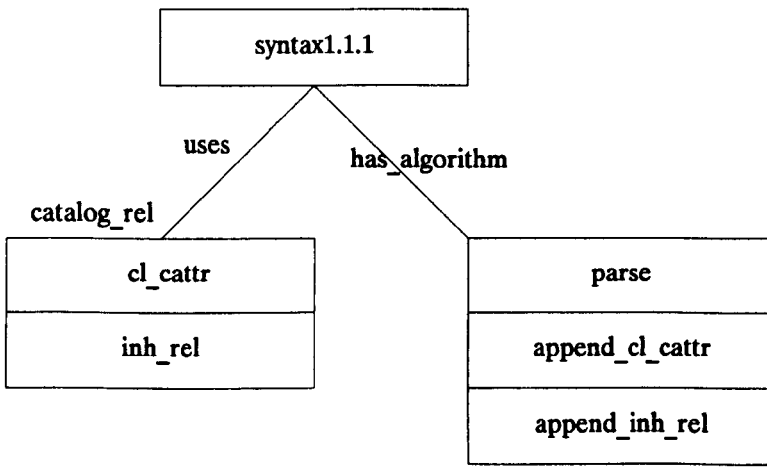 syntax1.1.1
uses
has_algorithm
catalog_rel
cl_cattr
parse
inh_rel
append_cl_cattr
append_inh_rel